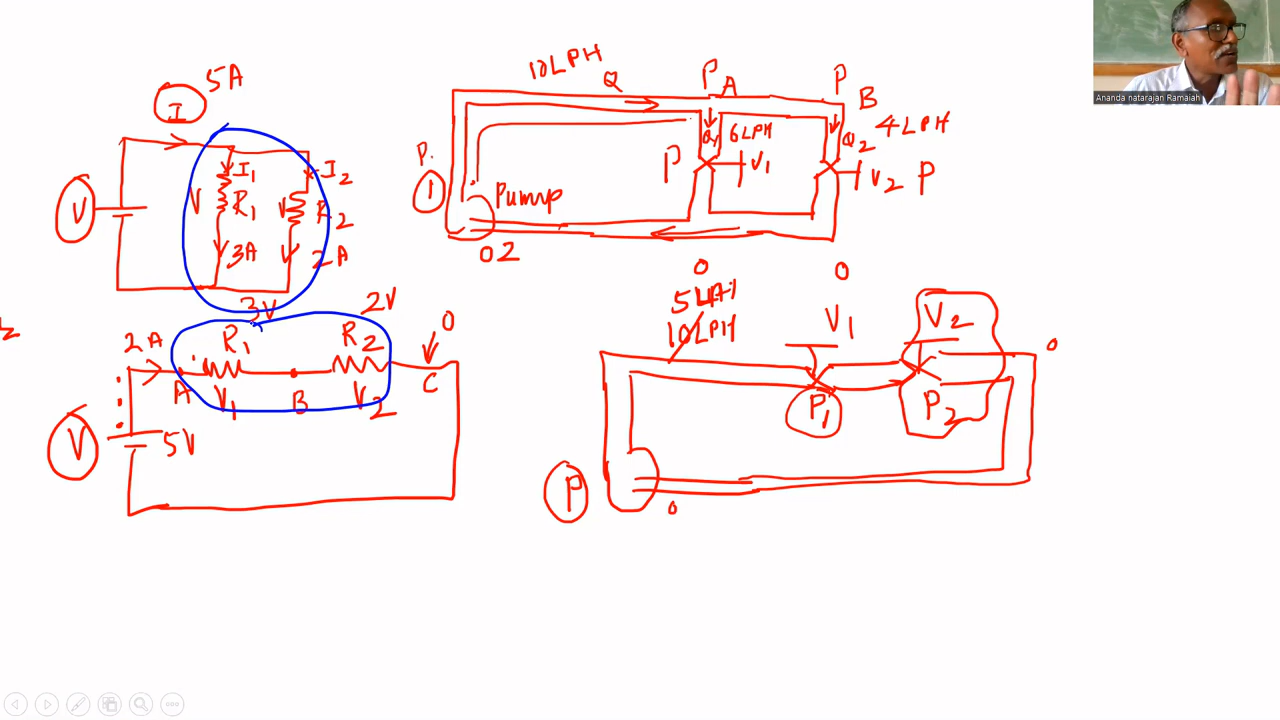 Ananda natarajan Ramaiah
5A
I
V
I1
I2
V
R1
V
R2
3A
2A
10LPH
Q
P
A
P
B
P.
1
Pump
02
Q1
6LPH
Q2
4LPH
P
V1
V2
P
0
0
3V
2V
2A
R1
R2
0
A
V1
B
V2
C
V
5V
10LPH
V1
V2
0
P1
P2
P
0